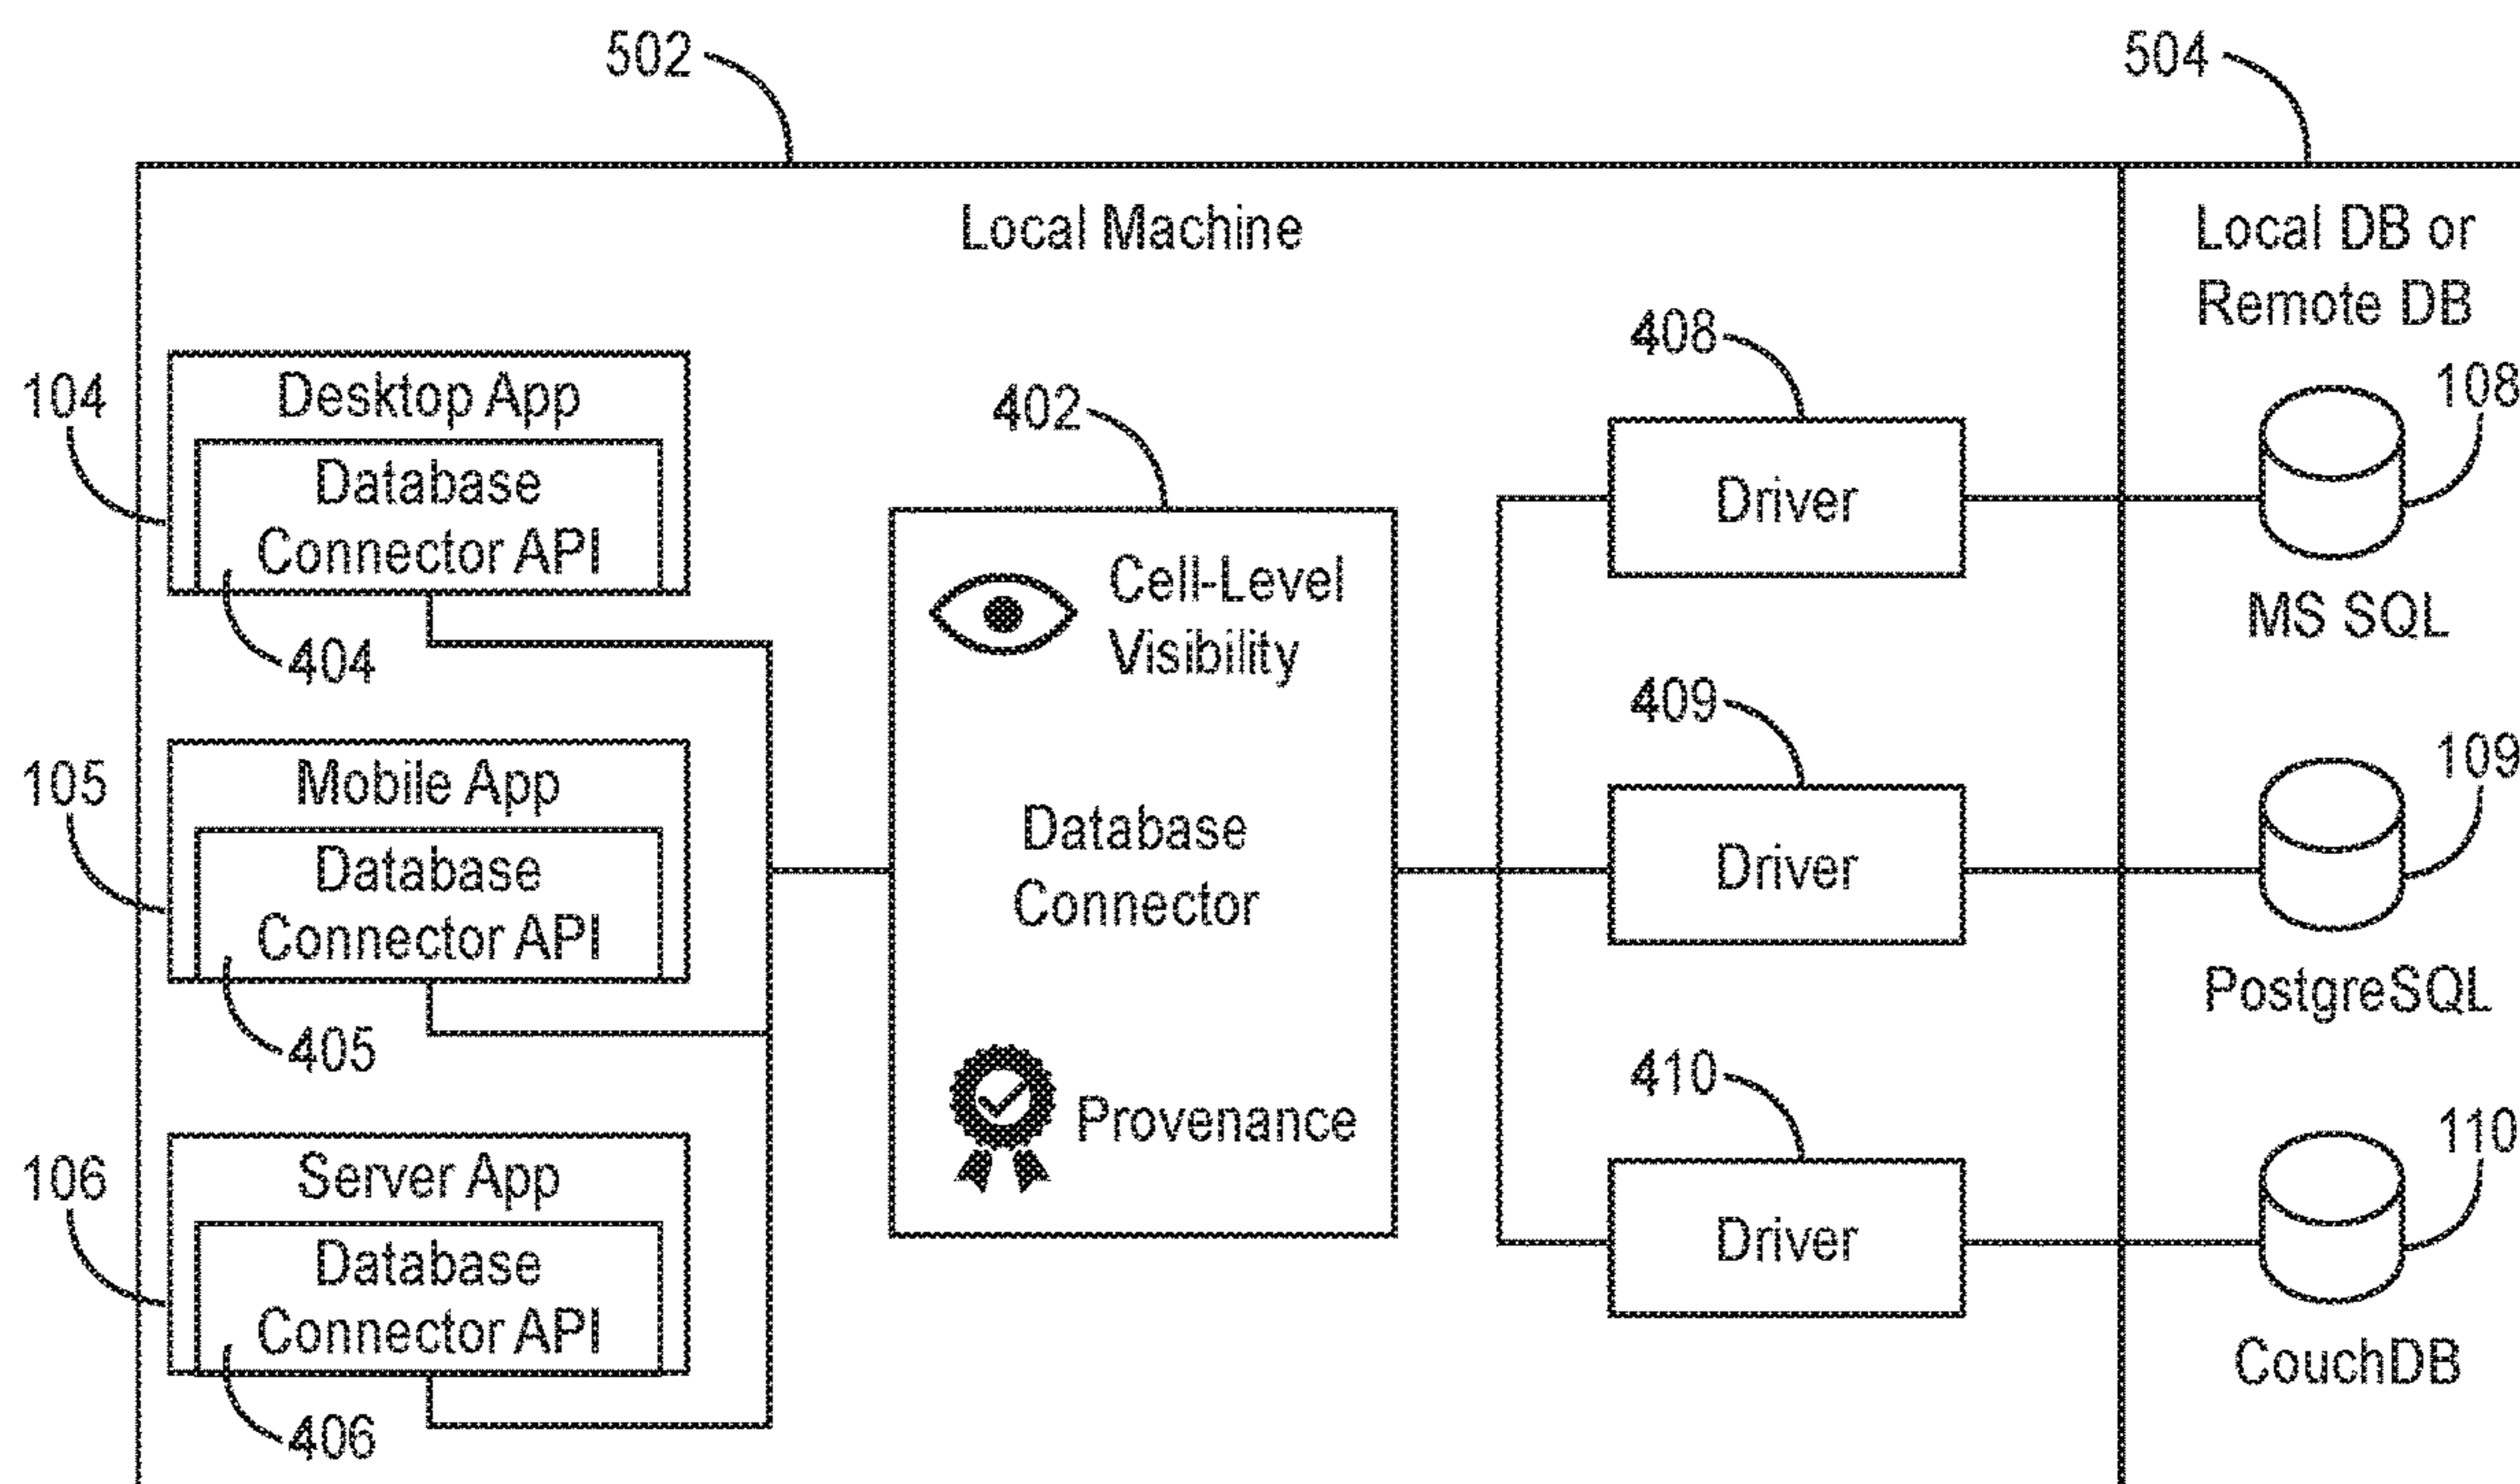 502
504
Local Machine
Local DB or
Remote DB
104
Desktop App
Database
Connector API
404
105
Mobile App
Database
Connector API
405
106
Server App
Database
Connector API
406
402
Cell-Level
Visibility
Database
Connector
Provenance
408
Driver
409
Driver
410
Driver
108
MS SQL
109
PostgreSQL
110
CouchDB